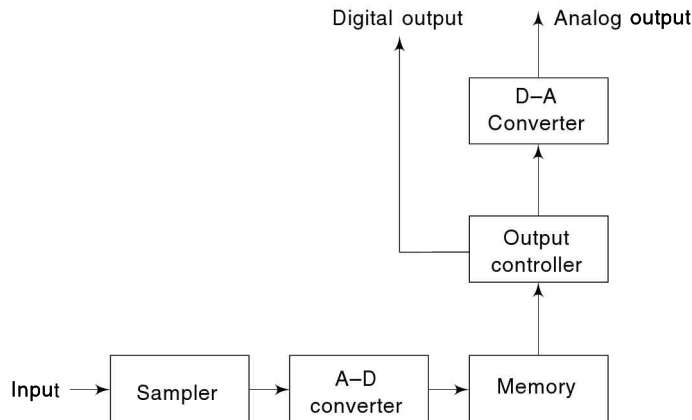 Digital output
Analog output
D–A
Converter
Output
controller
Input
Sampler
A–D
converter
Memory